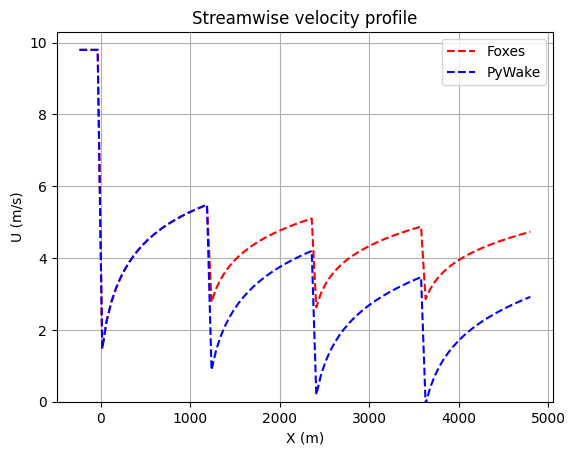 Streamwise velocity profile
Foxes
PyWake
U (m/s)
10
8
6
4
2
0
0 1000 2000 3000 4000 5000
X (m)